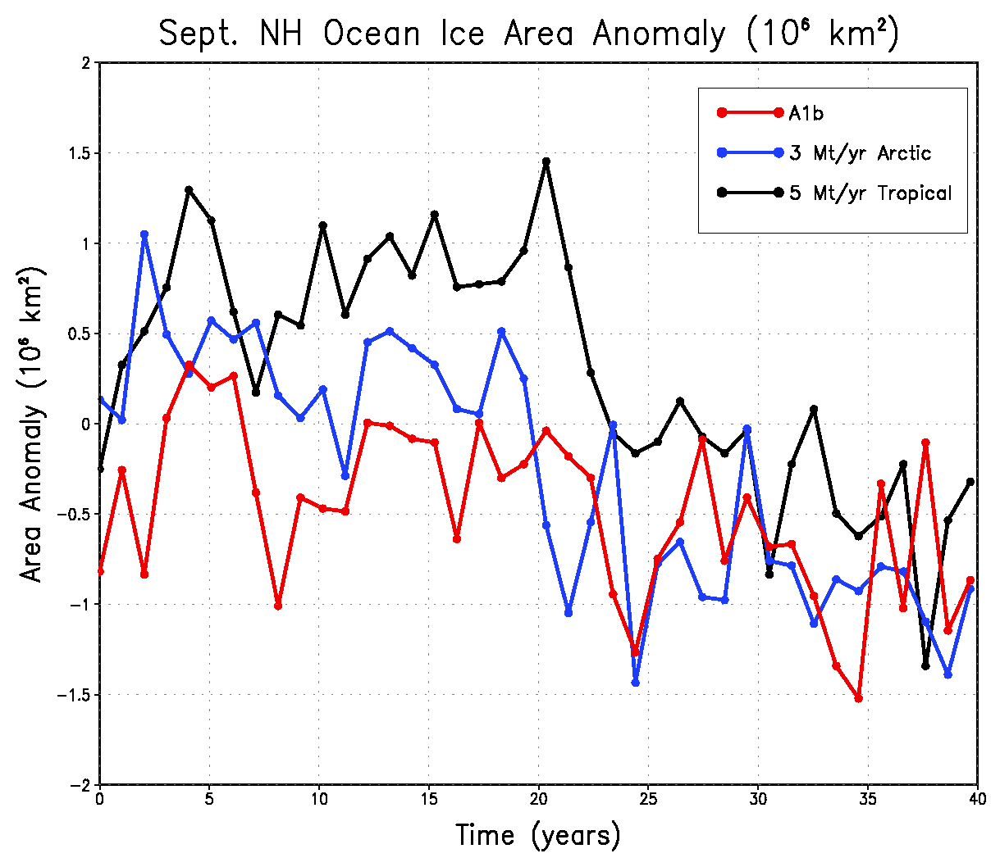 Sept. NH Ocean Ice Area Anomaly (10⁶ km²)
A1b
3 Mt/yr Arctic
5 Mt/yr Tropical
Area Anomaly (10⁶ km²)
2
1.5
1
0.5
0
−0.5
−1
−1.5
−2
0 5 10 15 20 25 30 35 40
Time (years)